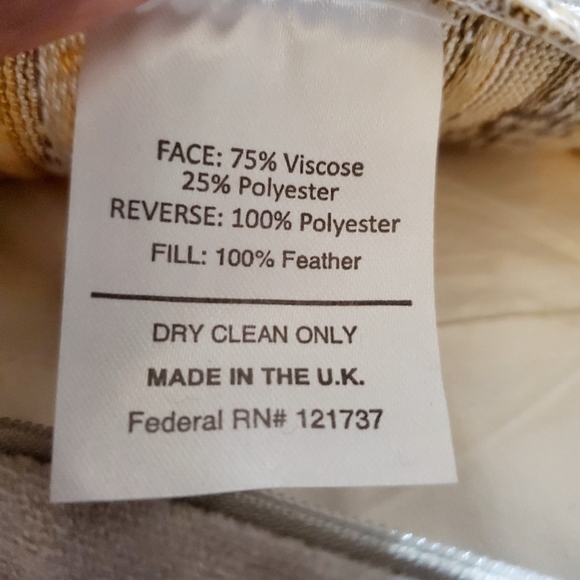 FACE: 75% Viscose
25% Polyester
REVERSE: 100% Polyester
FILL: 100% Feather
DRY CLEAN ONLY
MADE IN THE U.K.
Federal RN# 121737